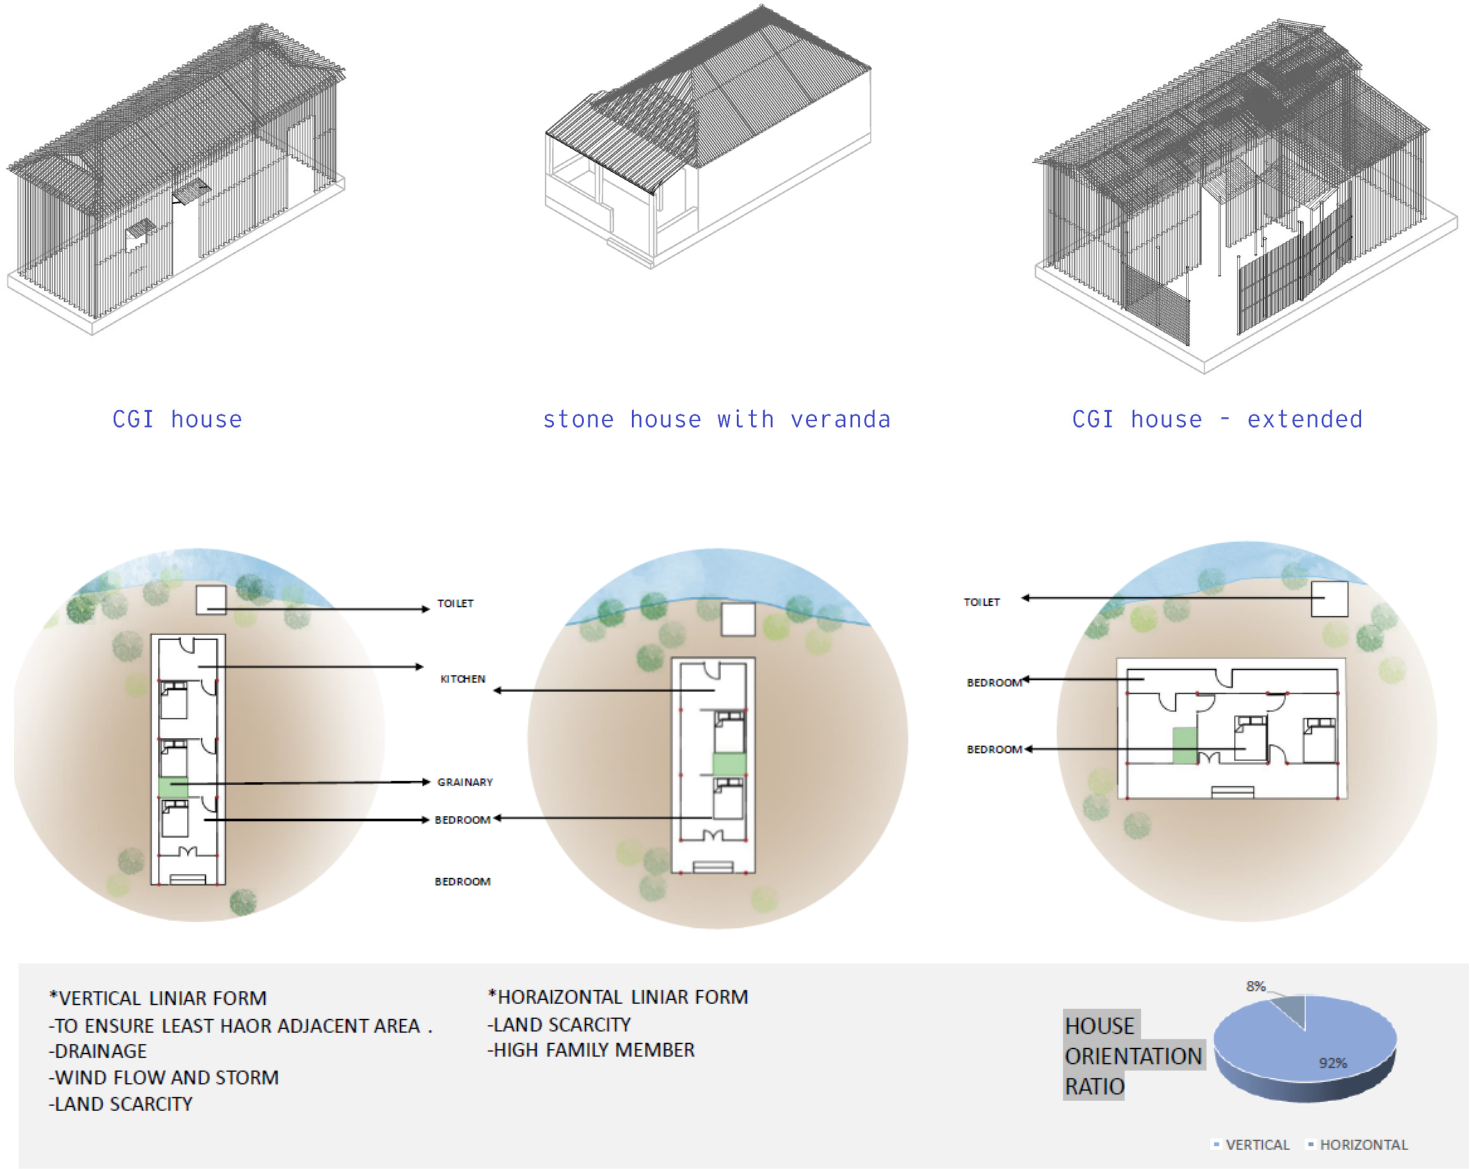 CGI house
stone house with veranda
CGI house - extended
TOILET
KITCHEN
GRAINARY
BEDROOM
BEDROOM
TOILET
BEDROOM
BEDROOM
*VERTICAL LINIAR FORM
-TO ENSURE LEAST HAOR ADJACENT AREA .
-DRAINAGE
-WIND FLOW AND STORM
-LAND SCARCITY
*HORAIZONTAL LINIAR FORM
-LAND SCARCITY
-HIGH FAMILY MEMBER
HOUSE
ORIENTATION
RATIO
8%
92%
VERTICAL HORIZONTAL